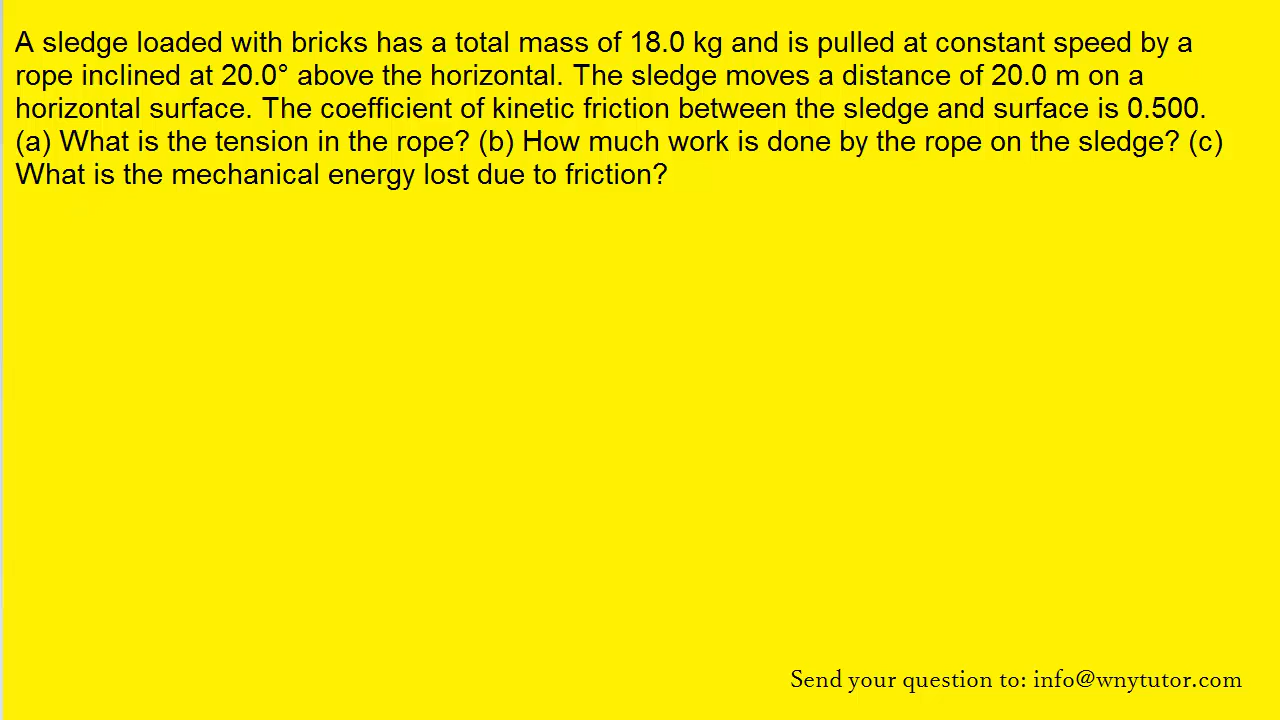 A sledge loaded with bricks has a total mass of 18.0 kg and is pulled at constant speed by a
rope inclined at 20.0° above the horizontal. The sledge moves a distance of 20.0 m on a
horizontal surface. The coefficient of kinetic friction between the sledge and surface is 0.500.
(a) What is the tension in the rope? (b) How much work is done by the rope on the sledge? (c)
What is the mechanical energy lost due to friction?
Send your question to: info@wnytutor.com